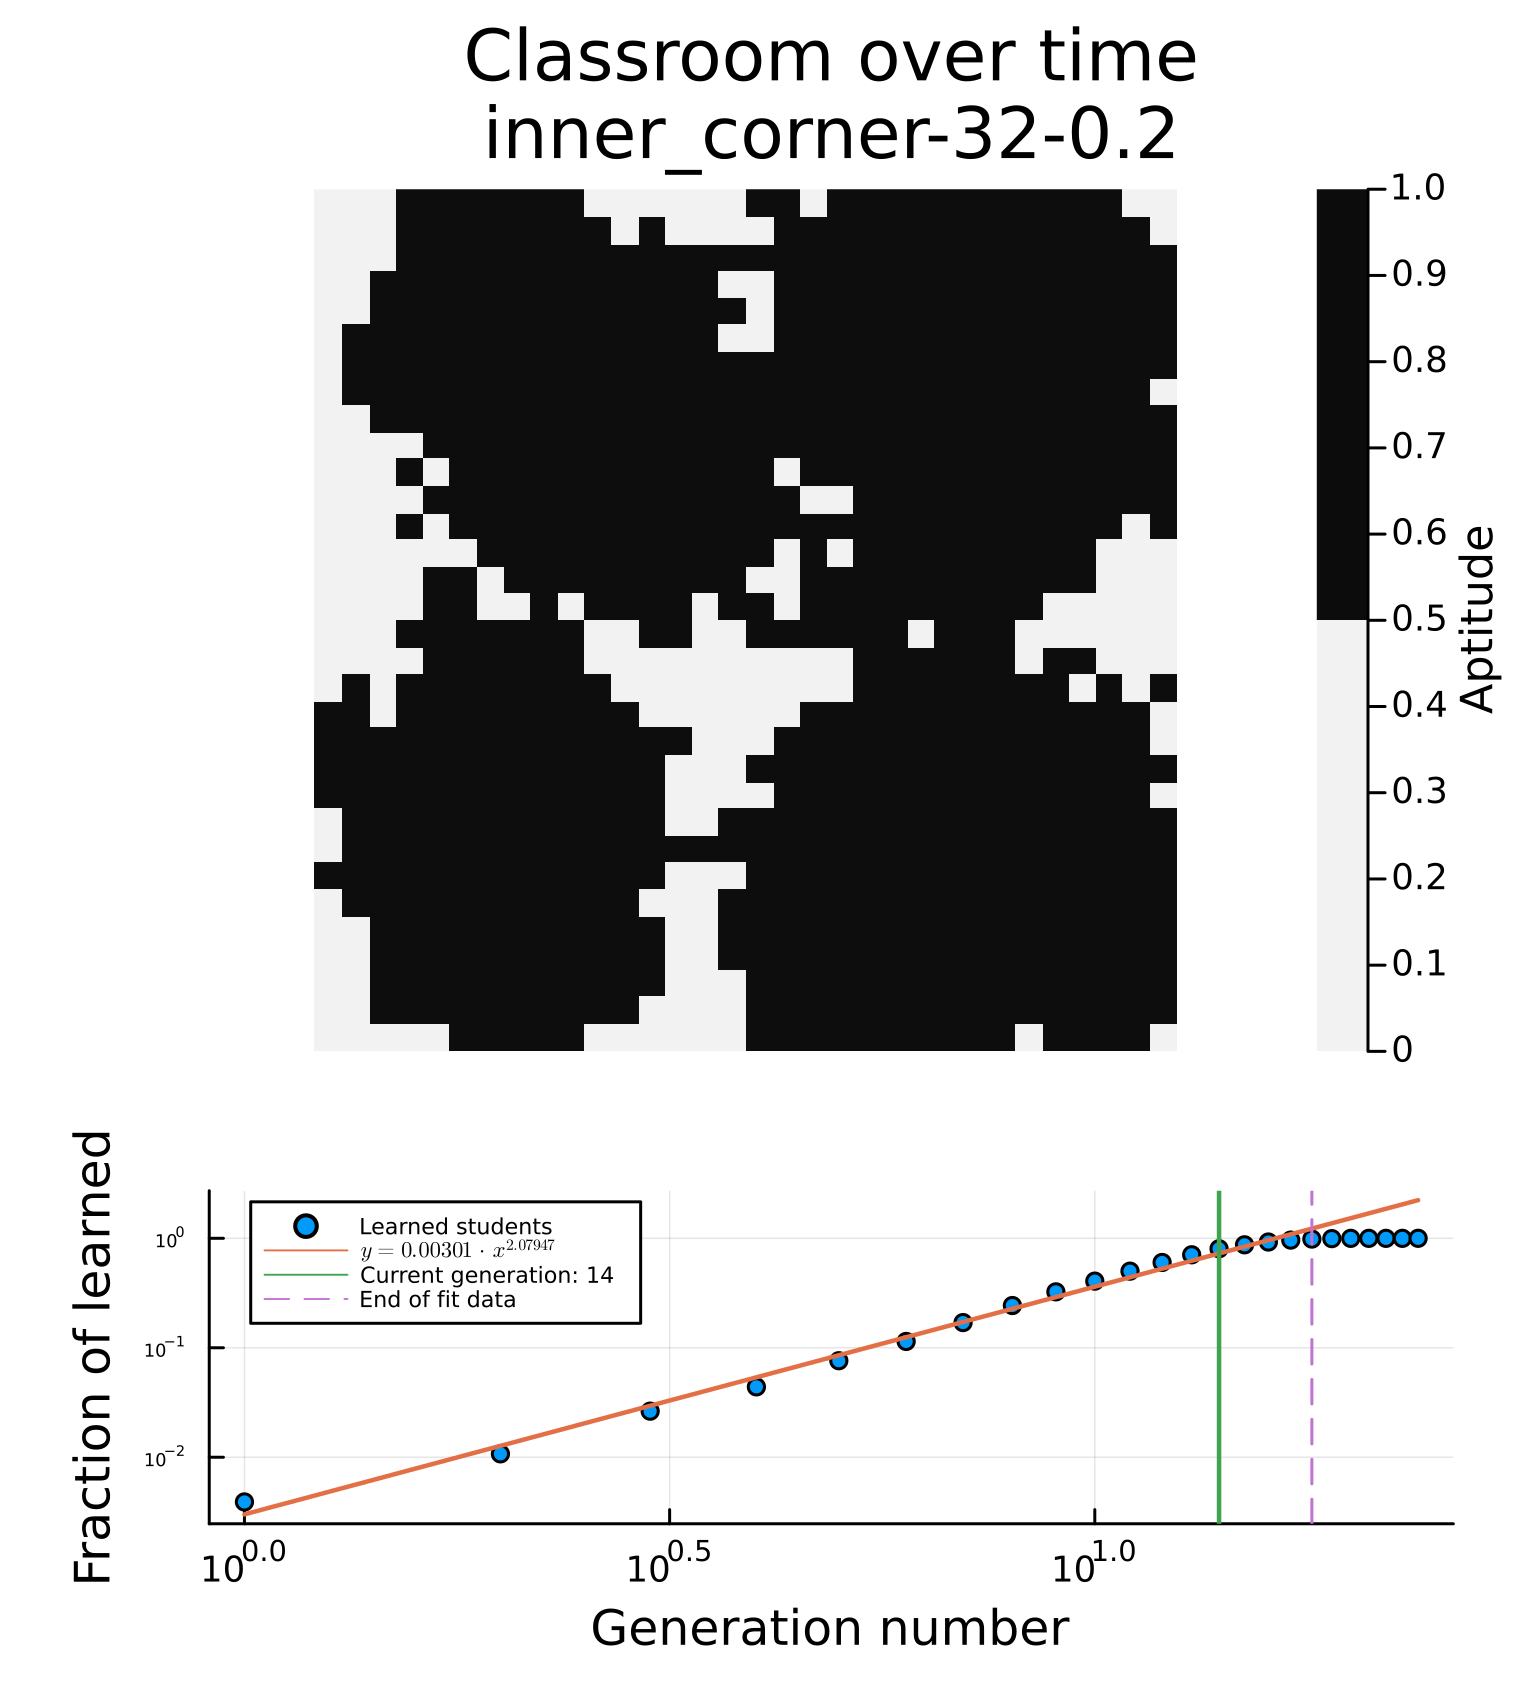 Classroom over time
inner_corner-32-0.2
1.0
0.9
0.8
0.7
0.6
0.5
0.4
0.3
0.2
0.1
0
Aptitude
Fraction of learned
10⁰
10⁻¹
10⁻²
Learned students
y = 0.00301 · x^2.07947
Current generation: 14
End of fit data
10^0.0
10^0.5
10^1.0
Generation number